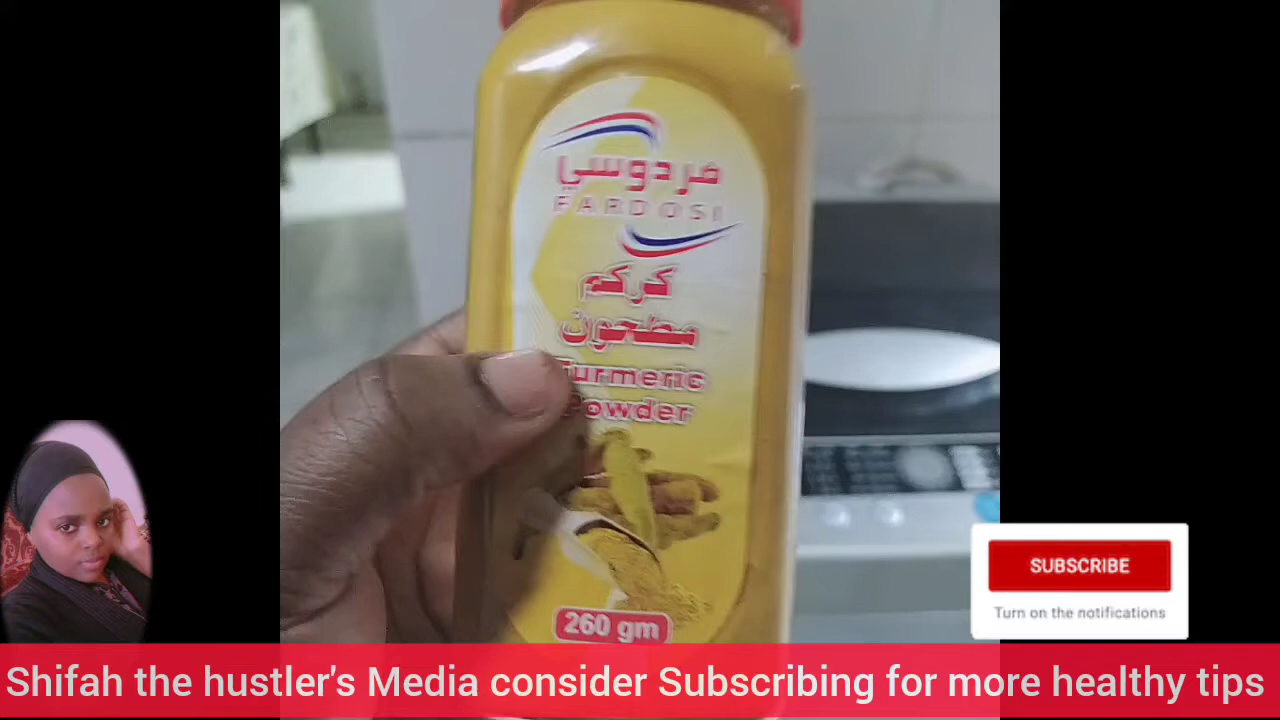 فردوسي
FARDOSI
كركم
مطحون
Turmeric
Powder
260 gm
SUBSCRIBE
Turn on the notifications
Shifah the hustler's Media consider Subscribing for more healthy tips